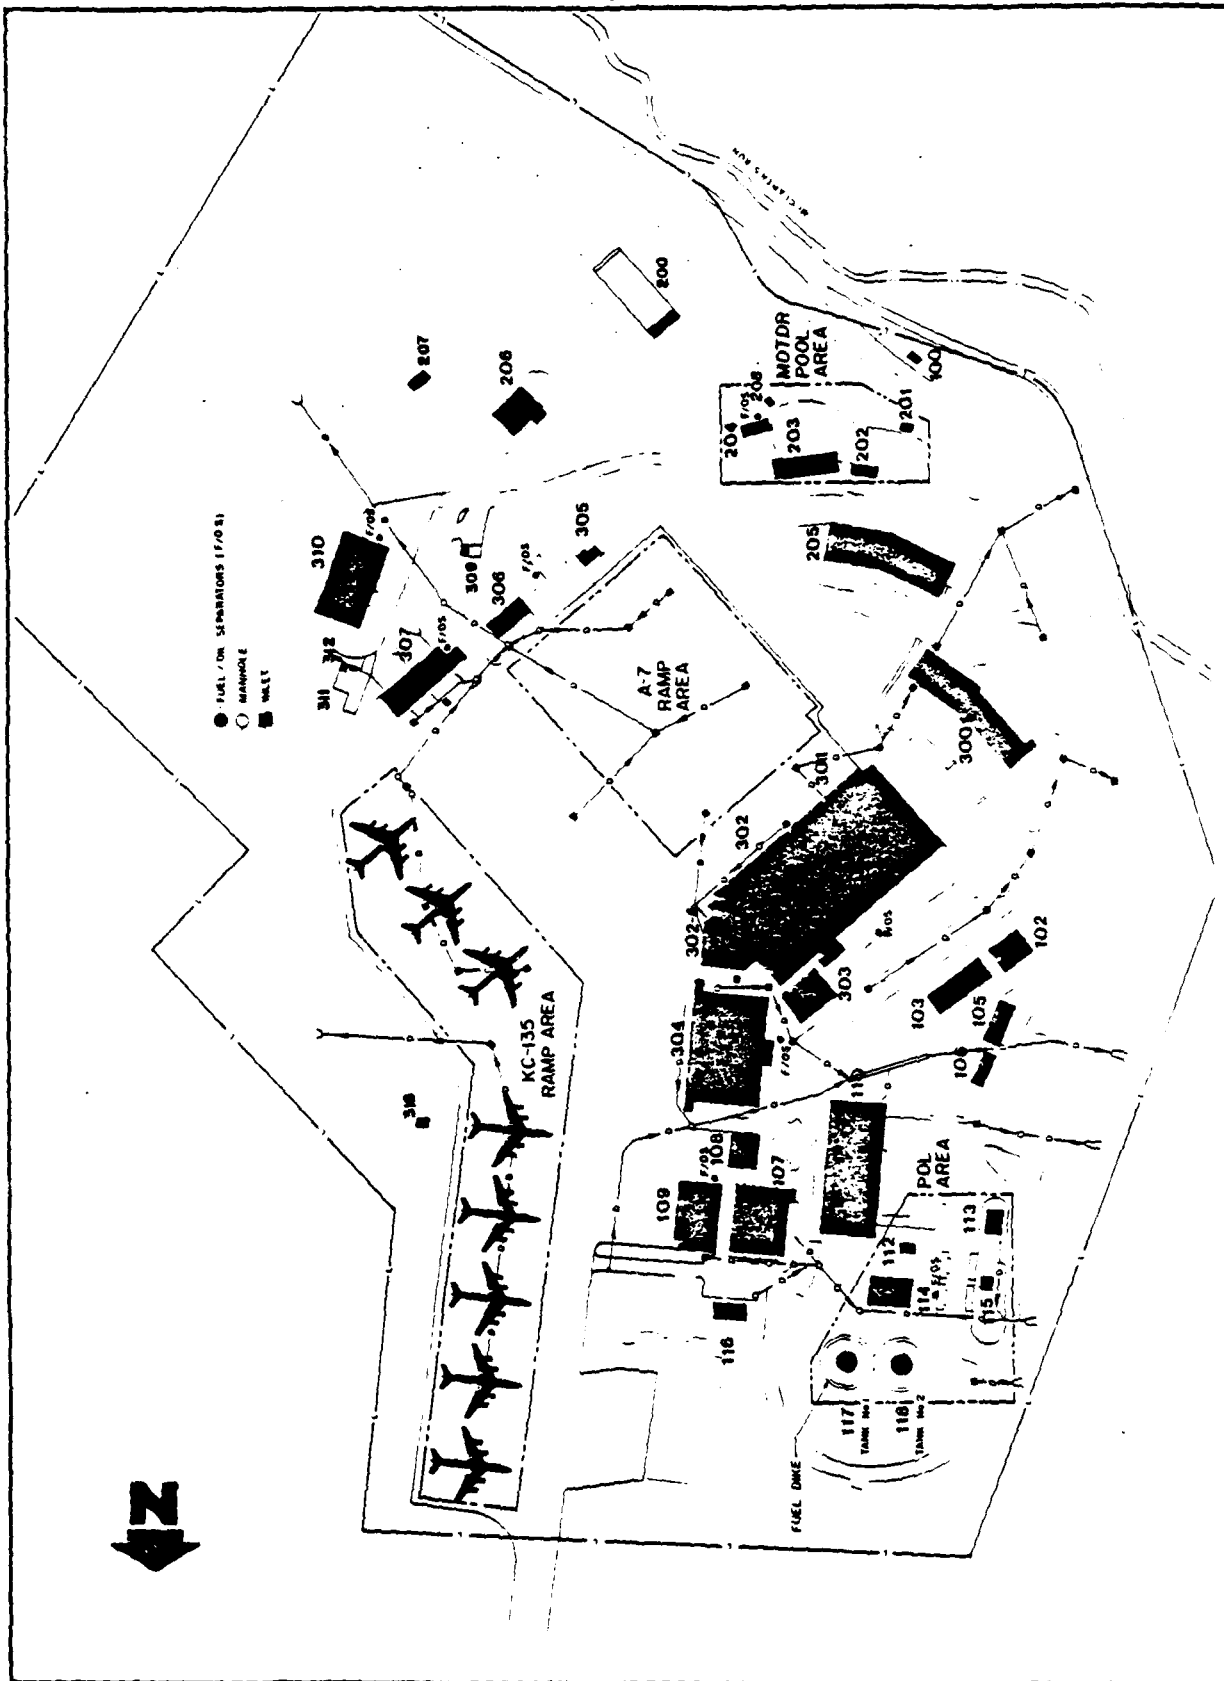 ● FUEL / OIL SEPARATORS (F/OS)
○ MANHOLE
INLET
N
310
F/OS
312
311
307
F/OS
309
306
F/OS
305
207
206
200
MCCLARENS RUN
MOTOR
POOL
AREA
208
F/OS
204
203
202
201
100
205
A-7
RAMP
AREA
300
301
302
302
303
F/OS
304
F/OS
KC-135
RAMP AREA
316
102
103
105
106
110
108
F/OS
109
107
116
POL
AREA
113
112
114
F/OS
115
117
TANK No 1
118
TANK No 2
FUEL DIKE